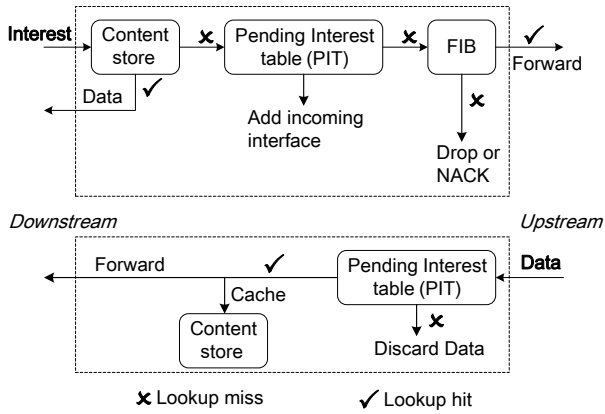 Interest
Content
store
Pending Interest
table (PIT)
FIB
Forward
Data
Add incoming
interface
Drop or
NACK
Downstream
Upstream
Forward
Pending Interest
table (PIT)
Data
Cache
Content
store
Discard Data
✗ Lookup miss
✓ Lookup hit